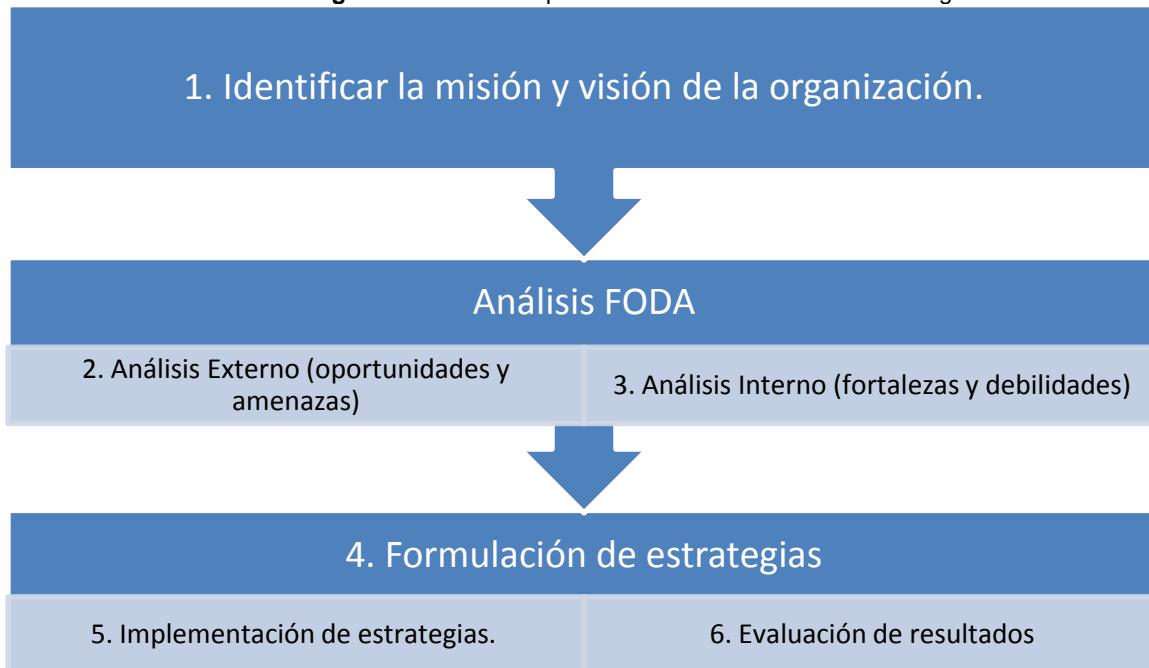 1. Identificar la misión y visión de la organización.
Análisis FODA
2. Análisis Externo (oportunidades y
amenazas)
3. Análisis Interno (fortalezas y debilidades)
4. Formulación de estrategias
5. Implementación de estrategias.
6. Evaluación de resultados